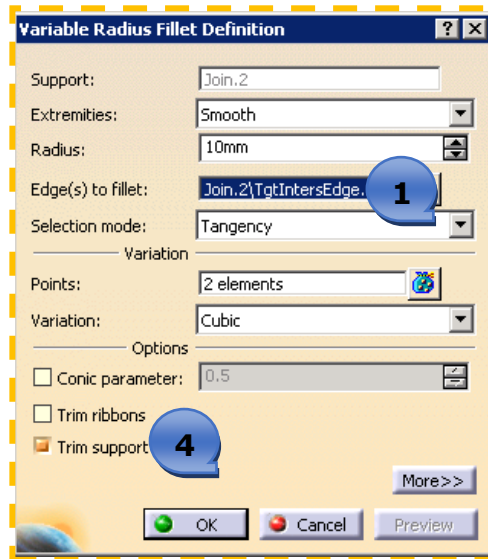 Variable Radius Fillet Definition
Support: Join.2
Extremities: Smooth
Radius: 10mm
Edge(s) to fillet: Join.2\TgtIntersEdge. 1
Selection mode: Tangency
Variation
Points: 2 elements
Variation: Cubic
Options
Conic parameter: 0.5
Trim ribbons
Trim support 4
More>>
OK Cancel Preview